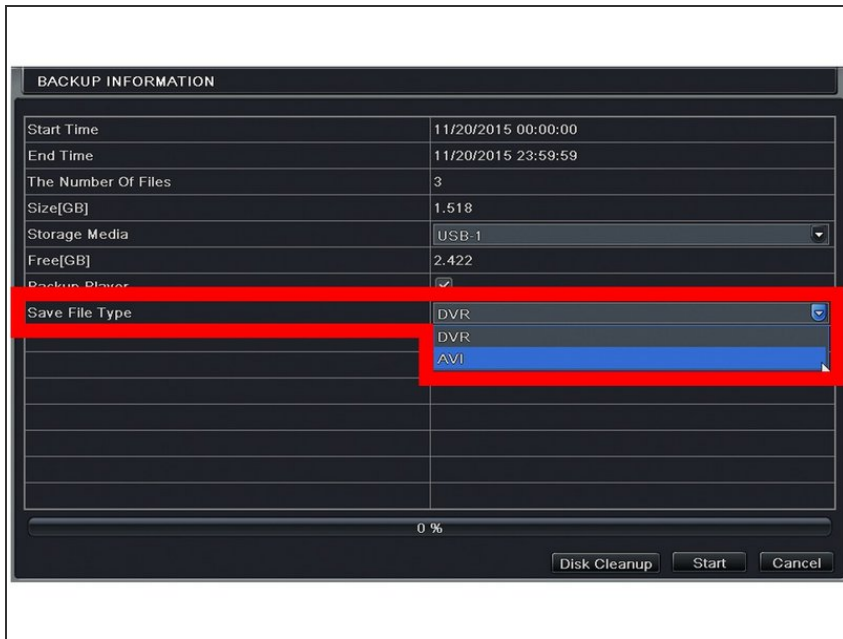 BACKUP INFORMATION
Start Time 11/20/2015 00:00:00
End Time 11/20/2015 23:59:59
The Number Of Files 3
Size[GB] 1.518
Storage Media USB-1
Free[GB] 2.422
Backup Player
Save File Type DVR
DVR
AVI
0 %
Disk Cleanup Start Cancel